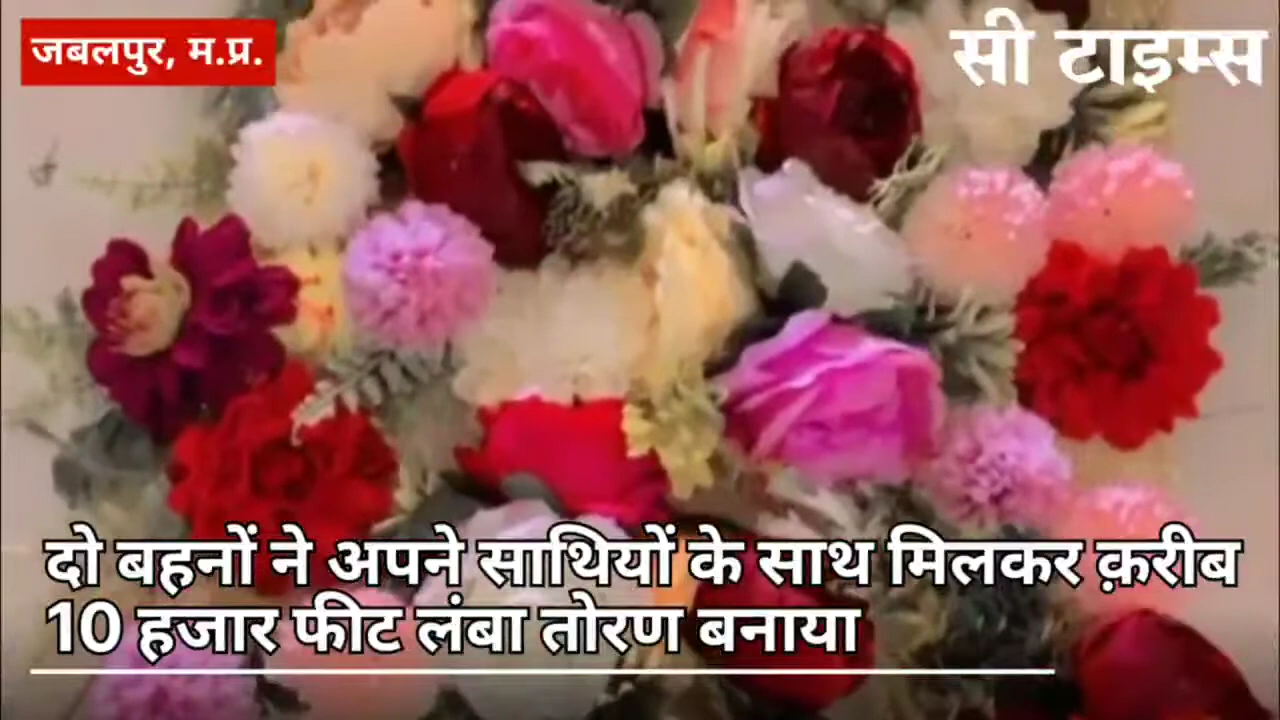 जबलपुर, म.प्र.
सी टाइम्स
दो बहनों ने अपने साथियों के साथ मिलकर क़रीब
10 हजार फीट लंबा तोरण बनाया